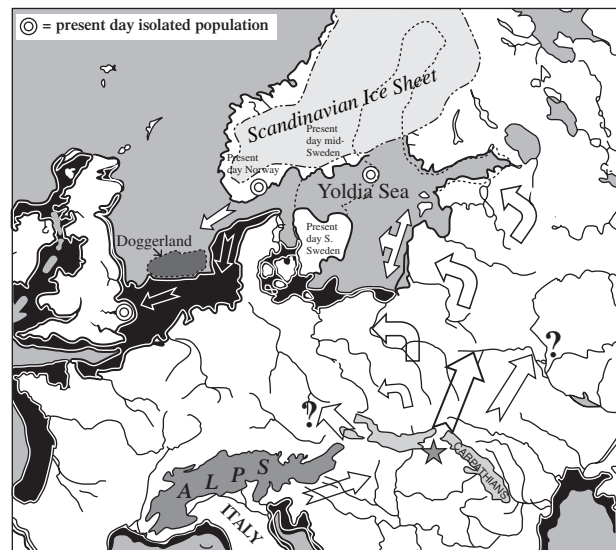 = present day isolated population
Scandinavian Ice Sheet
Present
day mid-
Sweden
Present
day Norway
Yoldia Sea
Doggerland
Present
day S.
Sweden
?
?
CARPATHIANS
ALPS
ITALY